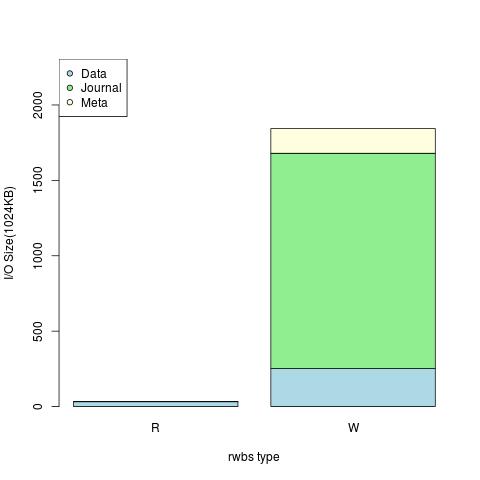 Data
Journal
Meta
2000
1500
1000
500
0
I/O Size(1024KB)
R
W
rwbs type